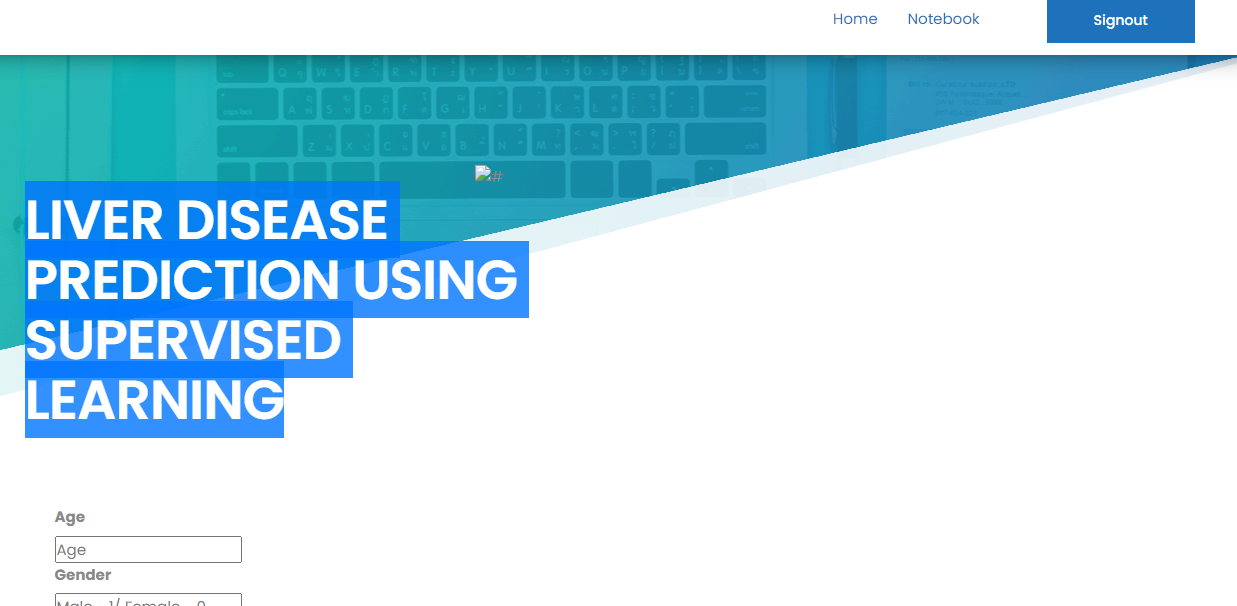 Home Notebook Signout
#
LIVER DISEASE
PREDICTION USING
SUPERVISED
LEARNING
Age
Age
Gender